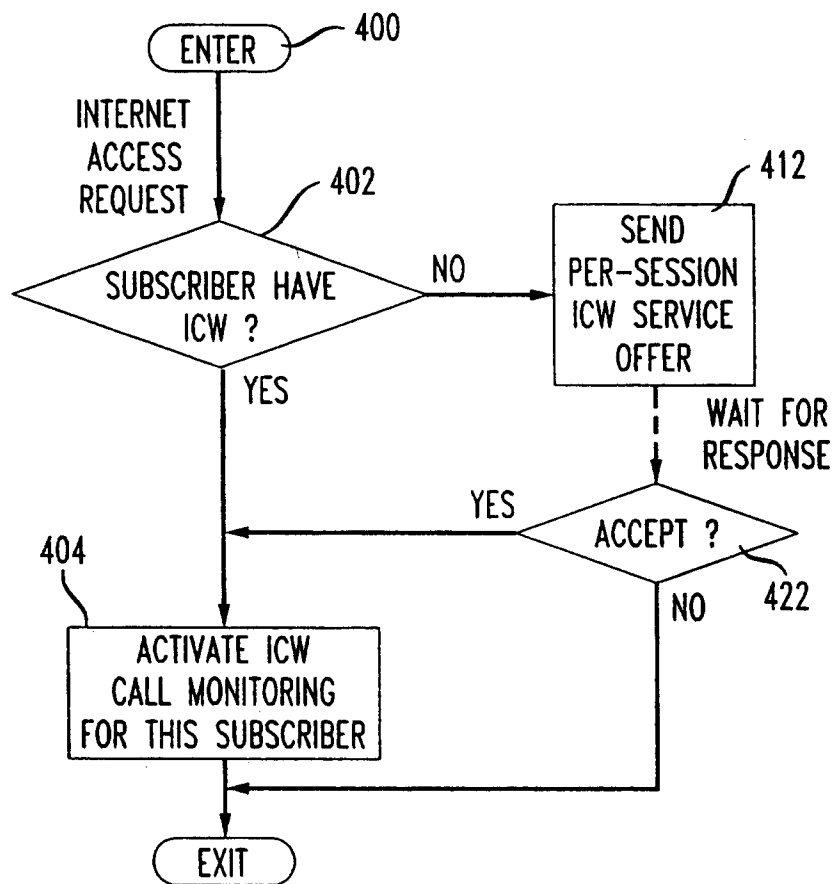 ENTER
400
INTERNET
ACCESS
REQUEST
402
SUBSCRIBER HAVE
ICW ?
NO
412
SEND
PER-SESSION
ICW SERVICE
OFFER
YES
WAIT FOR
RESPONSE
YES
ACCEPT ?
422
NO
404
ACTIVATE ICW
CALL MONITORING
FOR THIS SUBSCRIBER
EXIT